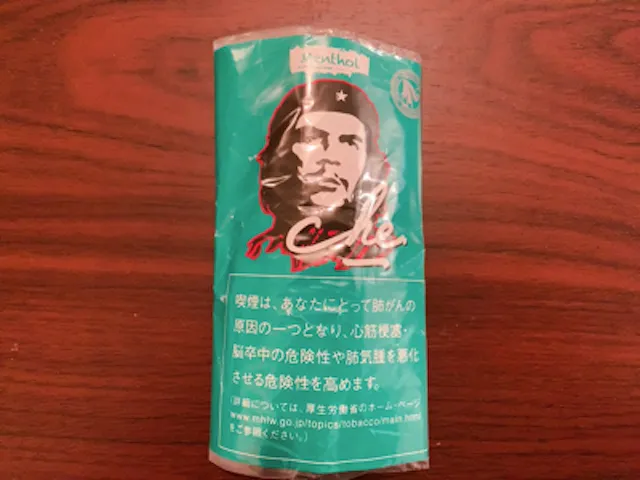 Menthol
Che
喫煙は、あなたにとって肺がんの
原因の一つとなり、心筋梗塞・
脳卒中の危険性や肺気腫を悪化
させる危険性を高めます。
(詳細については、厚生労働省のホーム・ページ
www.mhlw.go.jp/topics/tobacco/main.html
をご参照ください。)